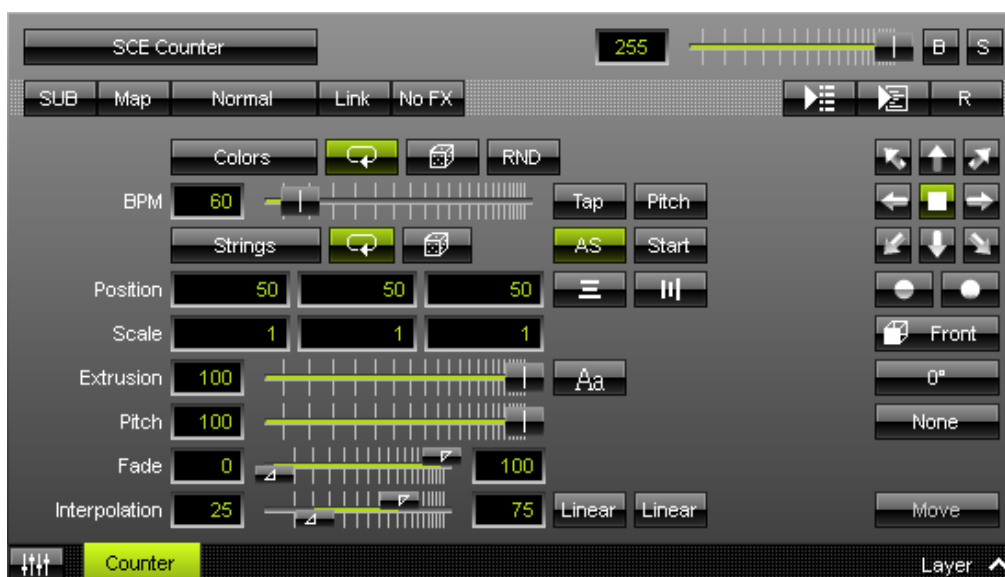 SCE Counter 255 B S
SUB Map Normal Link No FX R
Colors RND
BPM 60 Tap Pitch
Strings AS Start
Position 50 50 50
Scale 1 1 1 Front
Extrusion 100 Aa 0°
Pitch 100 None
Fade 0 100
Interpolation 25 75 Linear Linear Move
Counter Layer